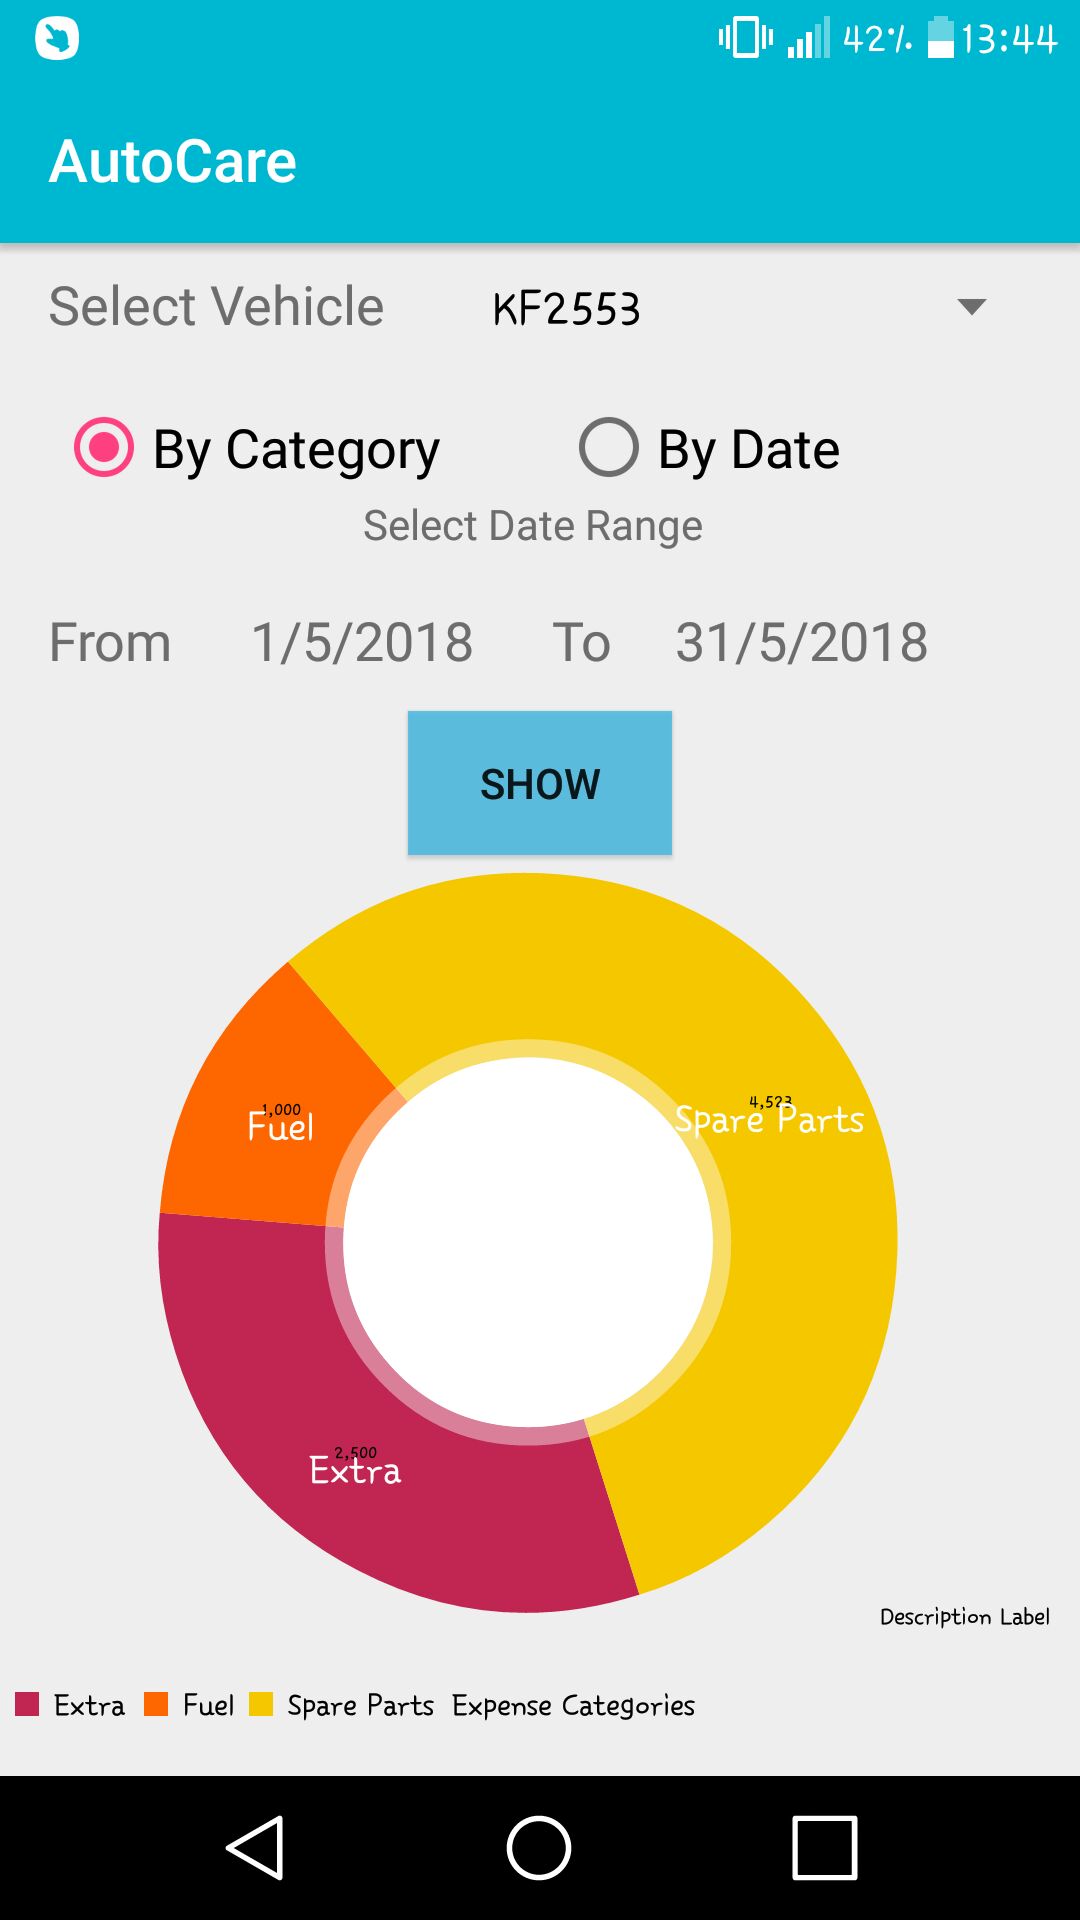 42% 13:44
AutoCare
Select Vehicle KF2553
By Category By Date
Select Date Range
From 1/5/2018 To 31/5/2018
SHOW
4,523
Spare Parts
1,000
Fuel
2,500
Extra
Description Label
Extra Fuel Spare Parts Expense Categories